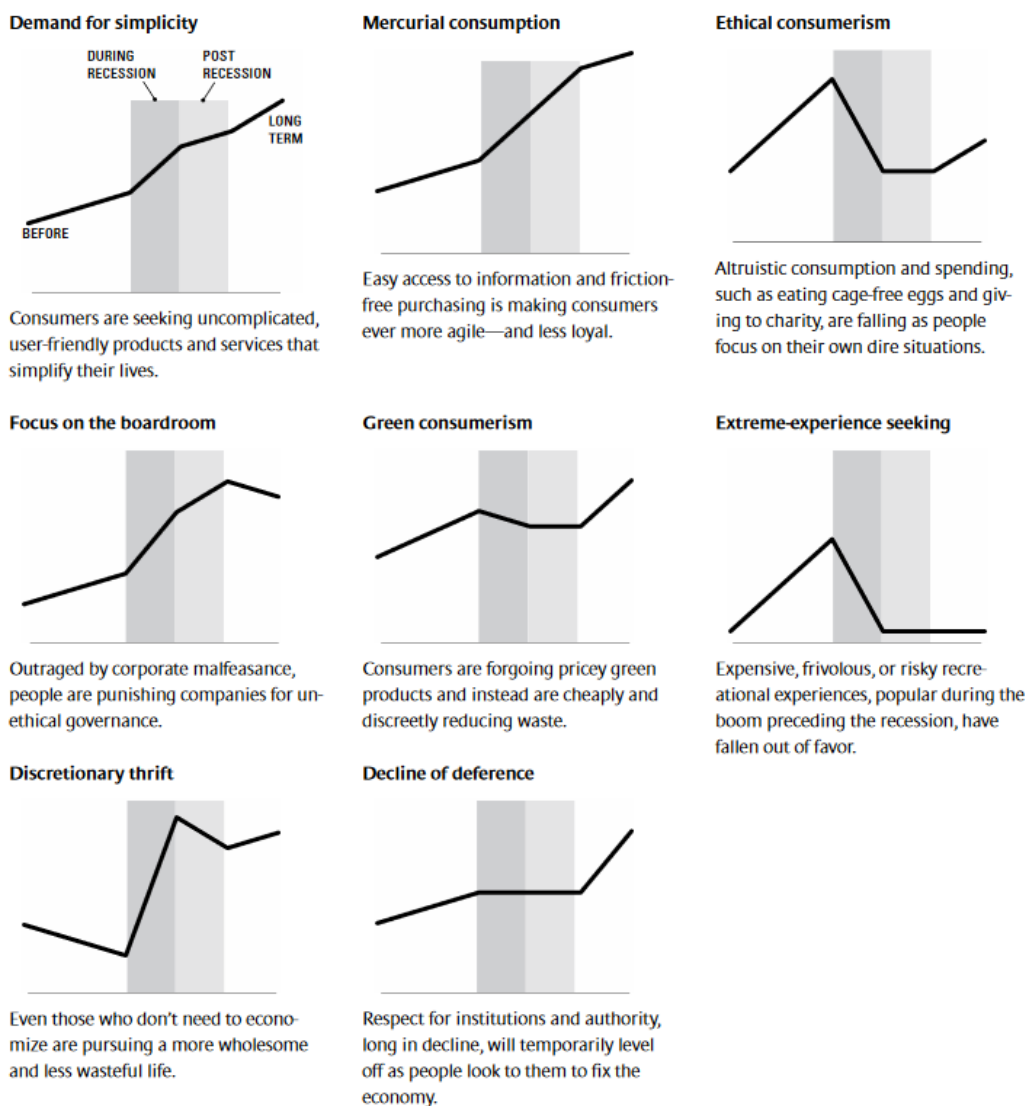 Demand for simplicity
DURING
RECESSION
POST
RECESSION
LONG
TERM
BEFORE
Consumers are seeking uncomplicated,
user-friendly products and services that
simplify their lives.
Mercurial consumption
Easy access to information and friction-
free purchasing is making consumers
ever more agile—and less loyal.
Ethical consumerism
Altruistic consumption and spending,
such as eating cage-free eggs and giv-
ing to charity, are falling as people
focus on their own dire situations.
Focus on the boardroom
Outraged by corporate malfeasance,
people are punishing companies for un-
ethical governance.
Green consumerism
Consumers are forgoing pricey green
products and instead are cheaply and
discreetly reducing waste.
Extreme-experience seeking
Expensive, frivolous, or risky recre-
ational experiences, popular during the
boom preceding the recession, have
fallen out of favor.
Discretionary thrift
Even those who don't need to econo-
mize are pursuing a more wholesome
and less wasteful life.
Decline of deference
Respect for institutions and authority,
long in decline, will temporarily level
off as people look to them to fix the
economy.